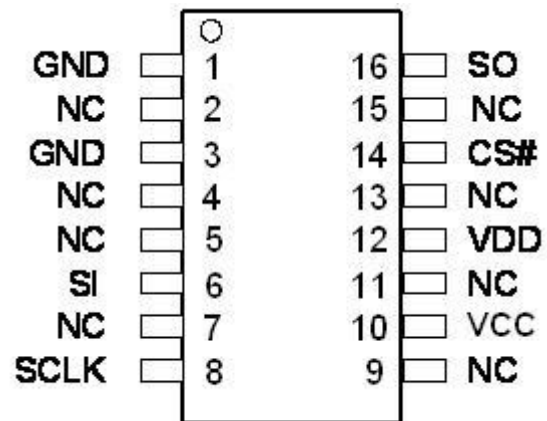 GND 1 16 SO
NC 2 15 NC
GND 3 14 CS#
NC 4 13 NC
NC 5 12 VDD
SI 6 11 NC
NC 7 10 VCC
SCLK 8 9 NC